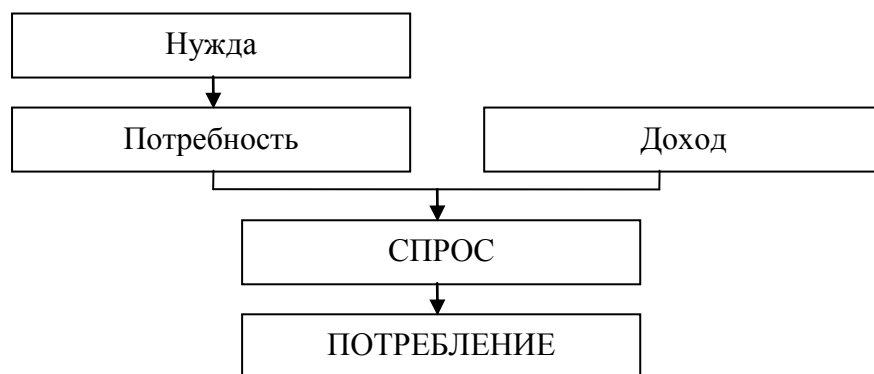 Нужда
Потребность
Доход
СПРОС
ПОТРЕБЛЕНИЕ